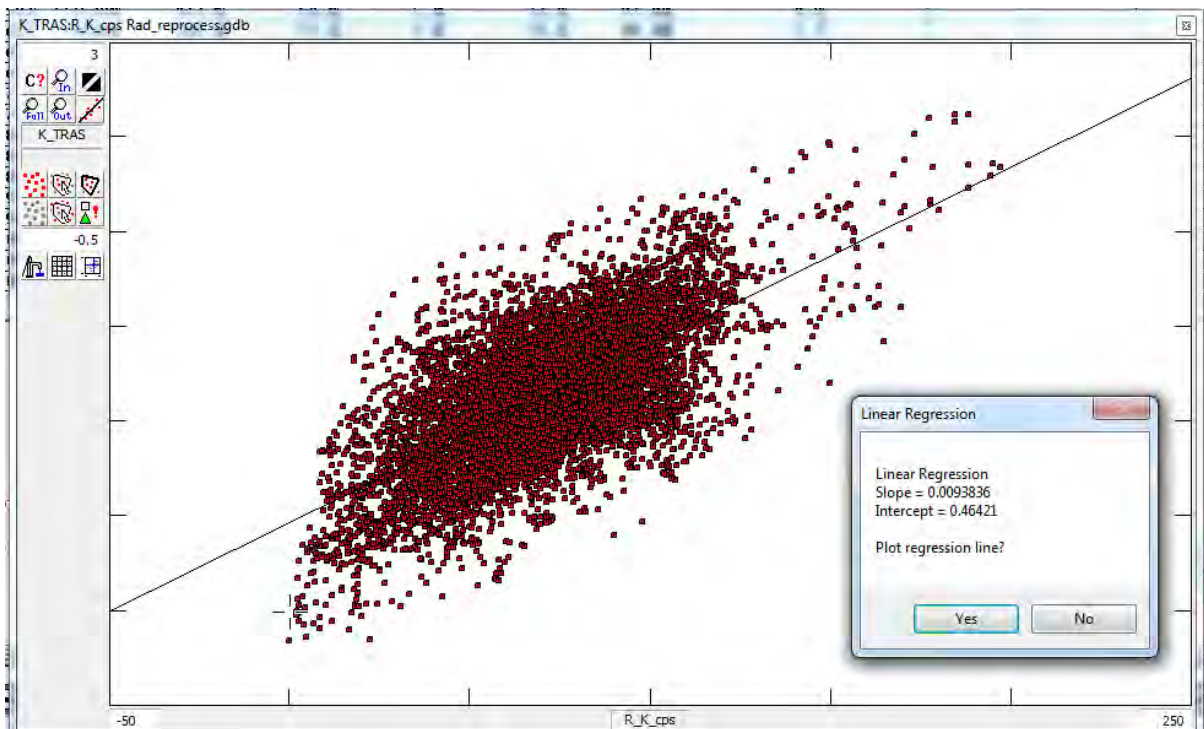 K_TRAS:R_K_cps Rad_reprocess.gdb
3
C?
In
Full
Out
K_TRAS
-0.5
Linear Regression
Linear Regression
Slope = 0.0093836
Intercept = 0.46421
Plot regression line?
Yes
No
-50
R_K_cps
250